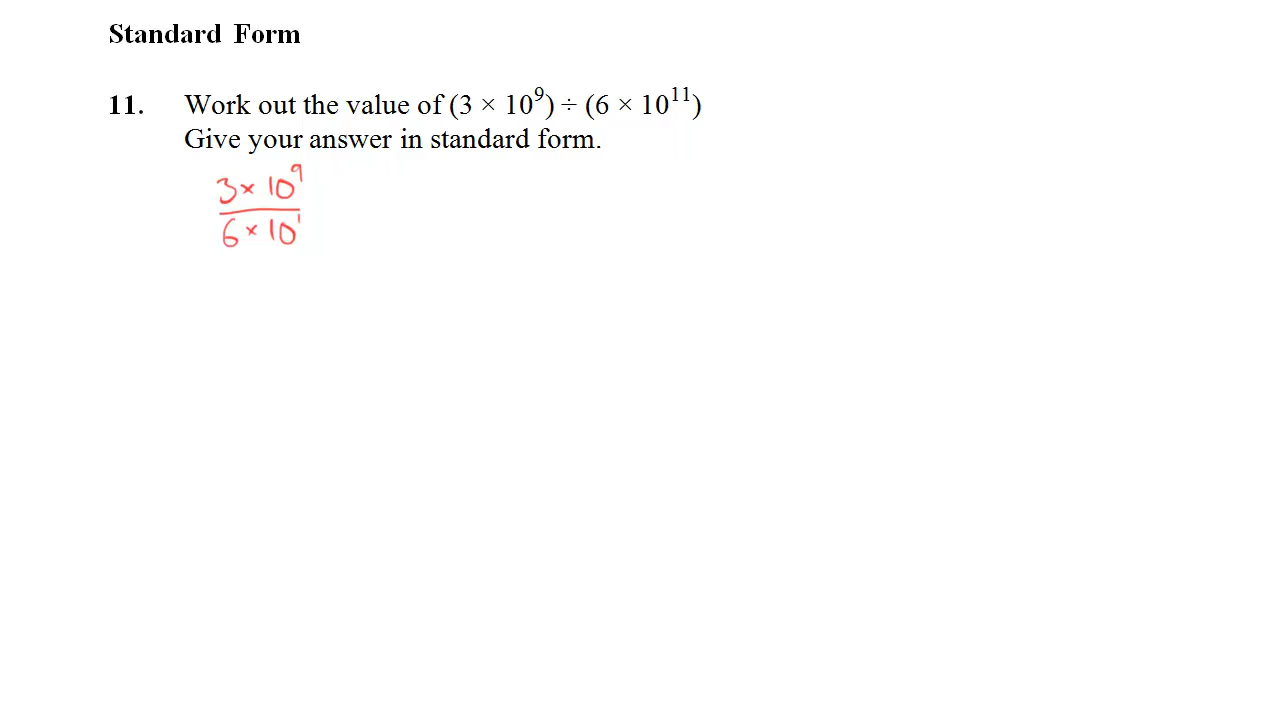 Standard Form
11. Work out the value of (3 × 10⁹) ÷ (6 × 10¹¹)
Give your answer in standard form.
3 × 10⁹
6 × 10¹